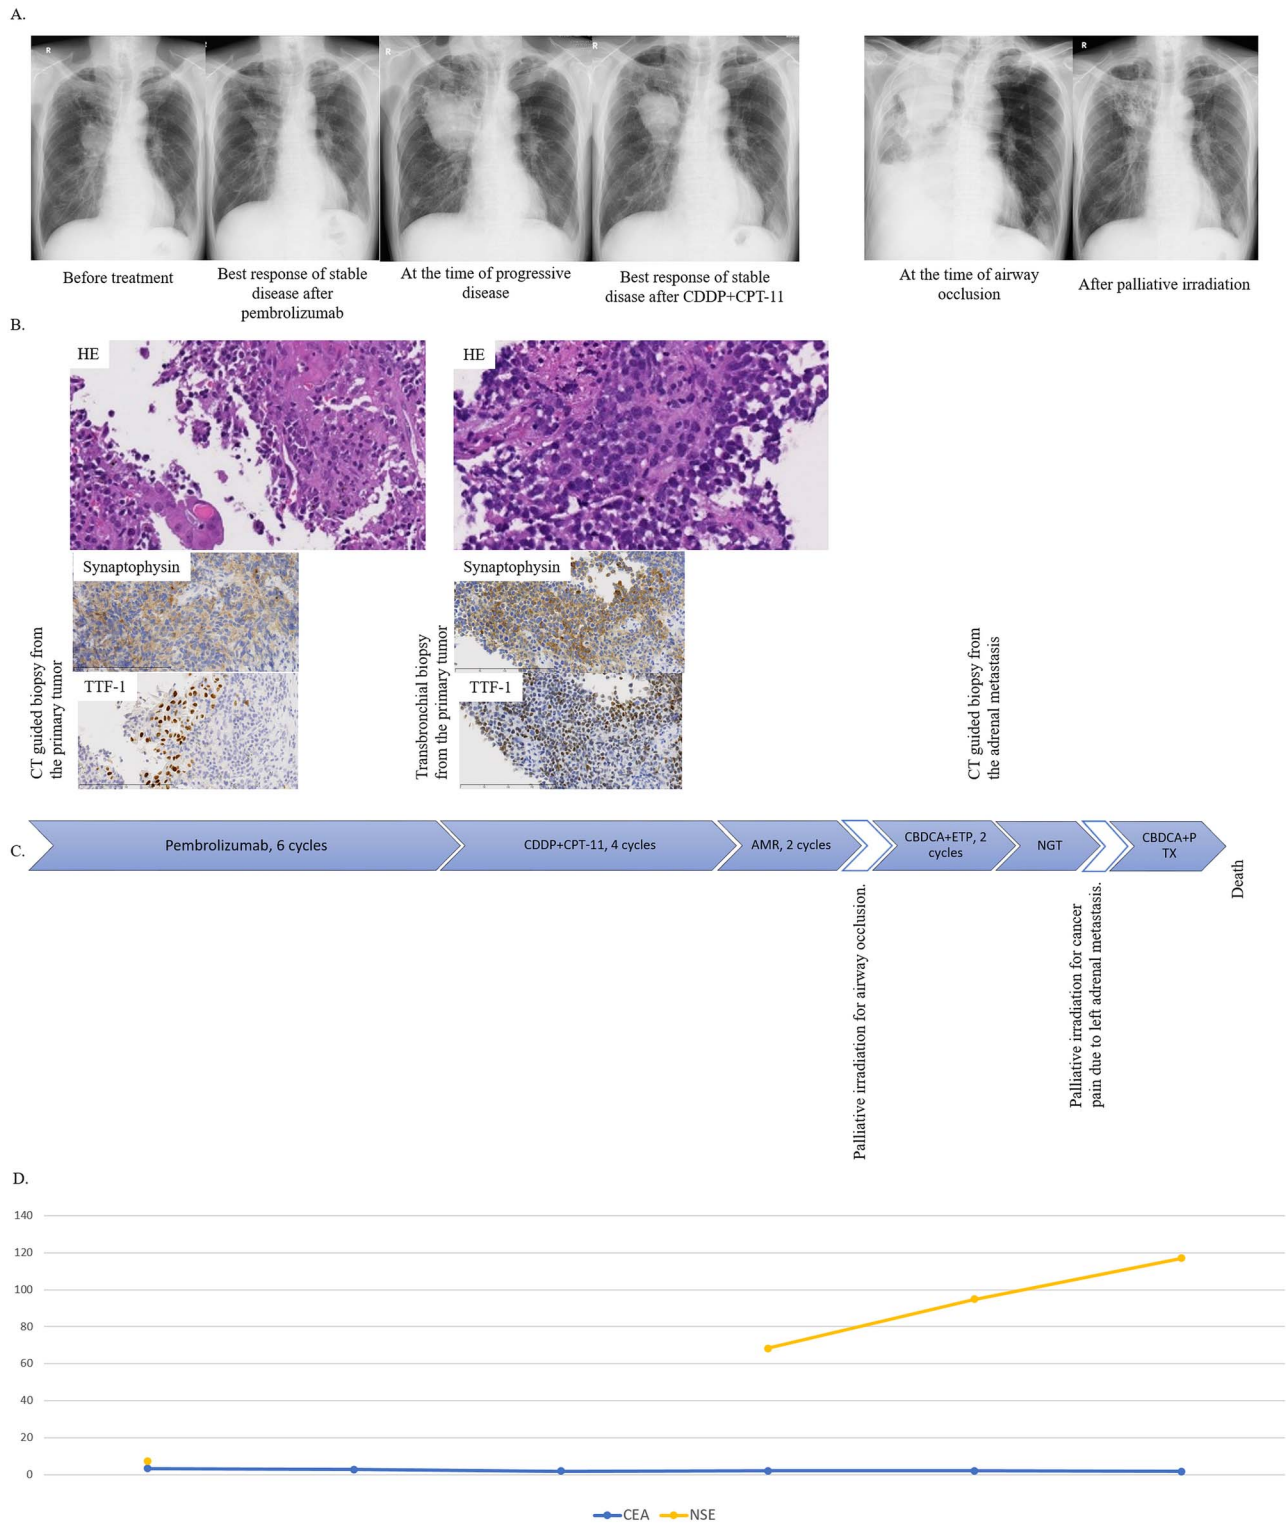 A.
R
R
R
R
Before treatment
Best response of stable
disease after
pembrolizumab
At the time of progressive
disease
Best response of stable
disase after CDDP+CPT-11
At the time of airway
occlusion
After palliative irradiation
B.
HE
HE
Synaptophysin
Synaptophysin
TTF-1
TTF-1
CT guided biopsy from
the primary tumor
Transbronchial biopsy
from the primary tumor
CT guided biopsy from
the adrenal metastasis
C.
Pembrolizumab, 6 cycles
CDDP+CPT-11, 4 cycles
AMR, 2 cycles
CBDCA+ETP, 2
cycles
NGT
CBDCA+P
TX
Death
Palliative irradiation for airway occlusion.
Palliative irradiation for cancer
pain due to left adrenal metastasis.
D.
140
120
100
80
60
40
20
0
CEA
NSE